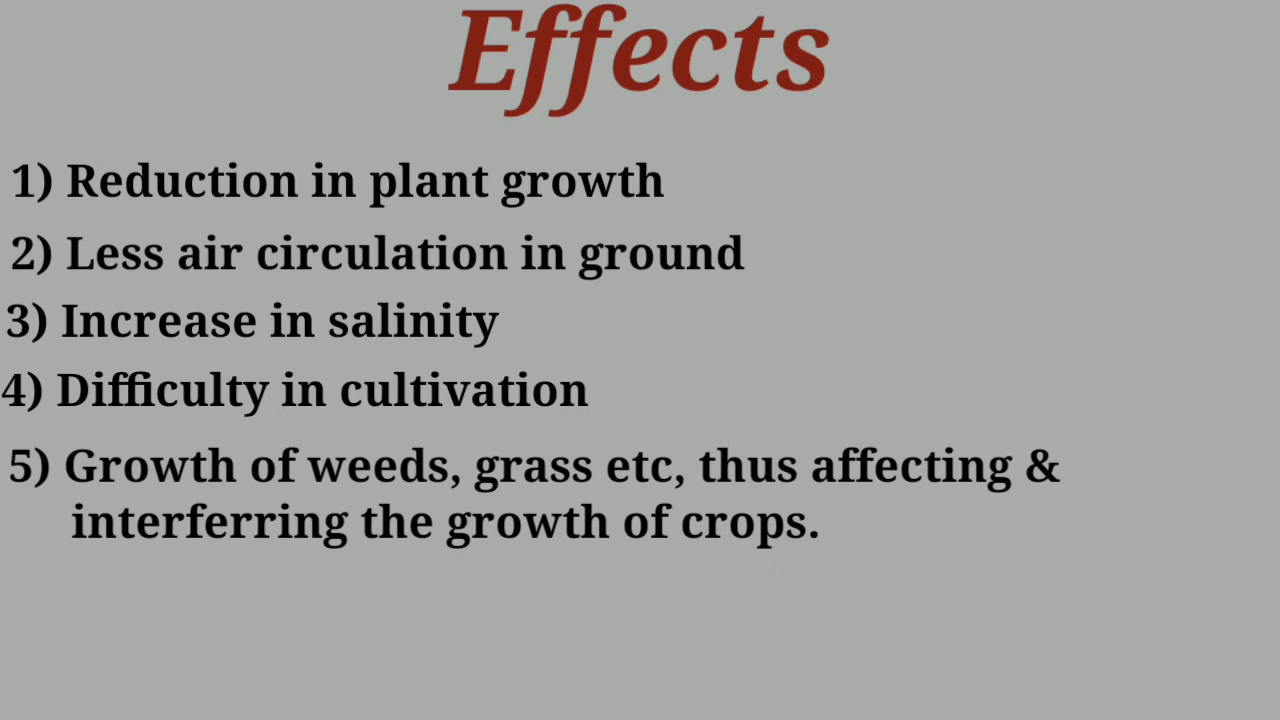 Effects
1) Reduction in plant growth
2) Less air circulation in ground
3) Increase in salinity
4) Difficulty in cultivation
5) Growth of weeds, grass etc, thus affecting &
interferring the growth of crops.